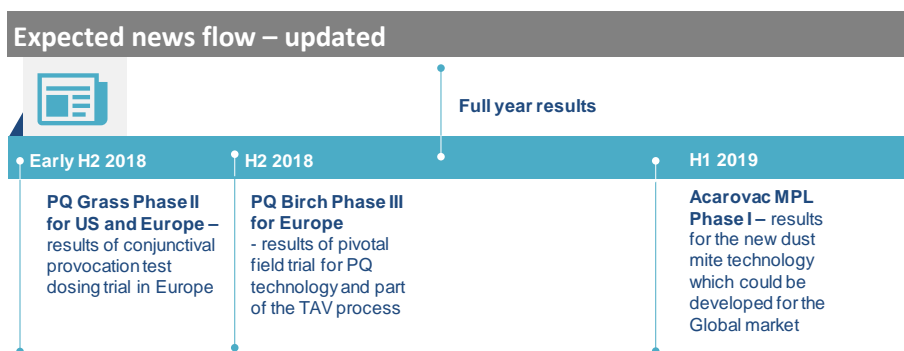 Expected news flow – updated
Full year results
Early H2 2018
H2 2018
H1 2019
PQ Grass Phase II
for US and Europe –
results of conjunctival
provocation test
dosing trial in Europe
PQ Birch Phase III
for Europe
- results of pivotal
field trial for PQ
technology and part
of the TAV process
Acarovac MPL
Phase I – results
for the new dust
mite technology
which could be
developed for the
Global market